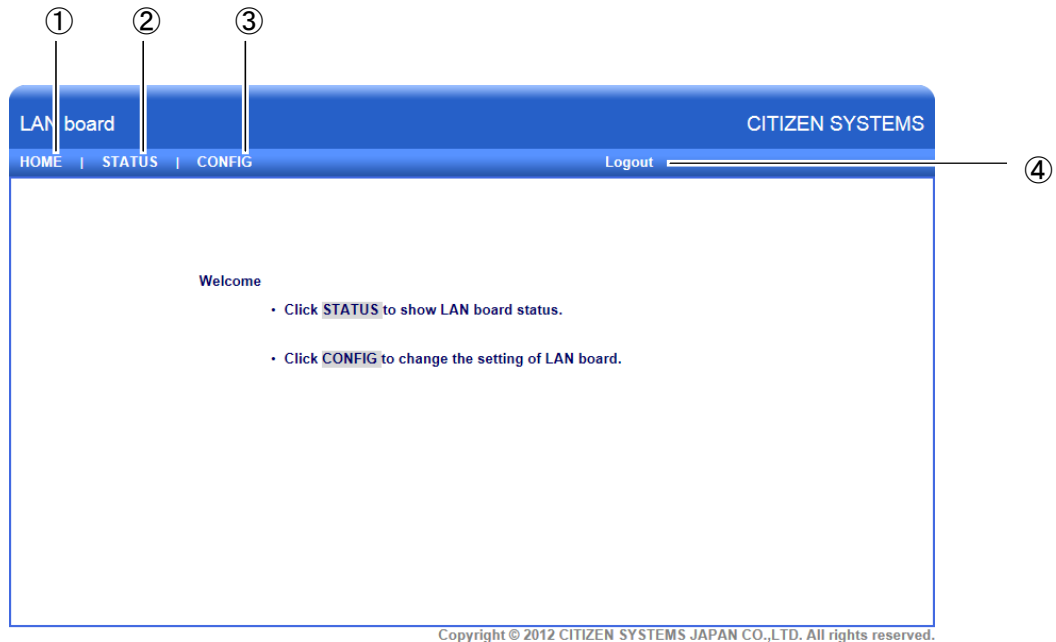 ① ② ③
LAN board CITIZEN SYSTEMS
HOME | STATUS | CONFIG Logout ④
Welcome
• Click STATUS to show LAN board status.
• Click CONFIG to change the setting of LAN board.
Copyright © 2012 CITIZEN SYSTEMS JAPAN CO.,LTD. All rights reserved.